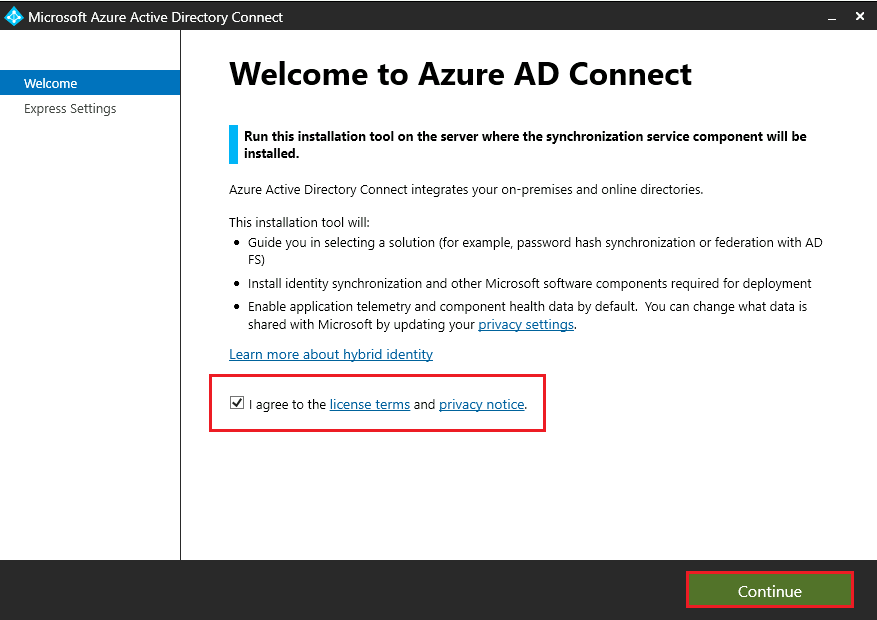 Microsoft Azure Active Directory Connect
Welcome
Express Settings
Welcome to Azure AD Connect
Run this installation tool on the server where the synchronization service component will be
installed.
Azure Active Directory Connect integrates your on-premises and online directories.
This installation tool will:
• Guide you in selecting a solution (for example, password hash synchronization or federation with AD
FS)
• Install identity synchronization and other Microsoft software components required for deployment
• Enable application telemetry and component health data by default.  You can change what data is
shared with Microsoft by updating your privacy settings.
Learn more about hybrid identity
I agree to the license terms and privacy notice.
Continue